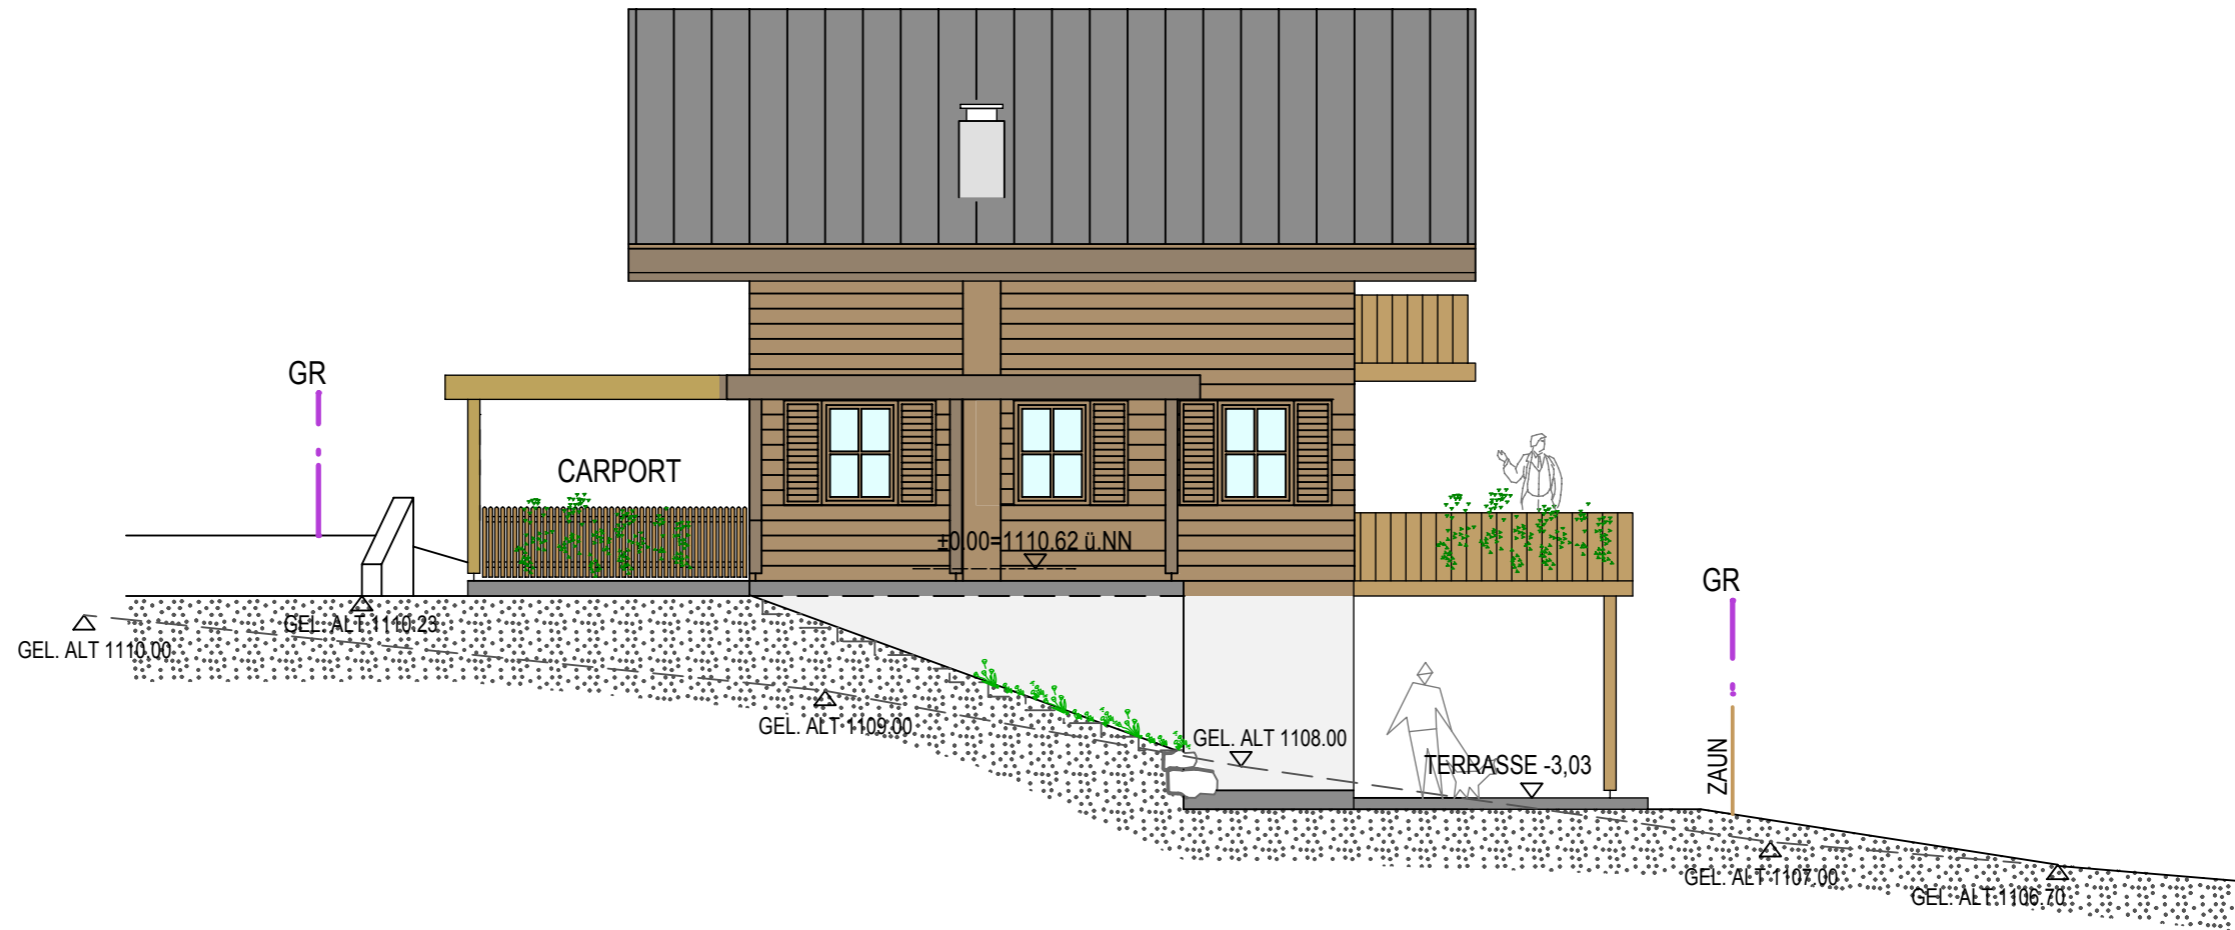 GR
CARPORT
±0.00=1110.62 ü.NN
GR
GEL. ALT 1110.23
GEL. ALT 1110.00
GEL. ALT 1109.00
GEL. ALT 1108.00
TERRASSE -3,03
ZAUN
GEL. ALT 1107.00
GEL. ALT 1106.70